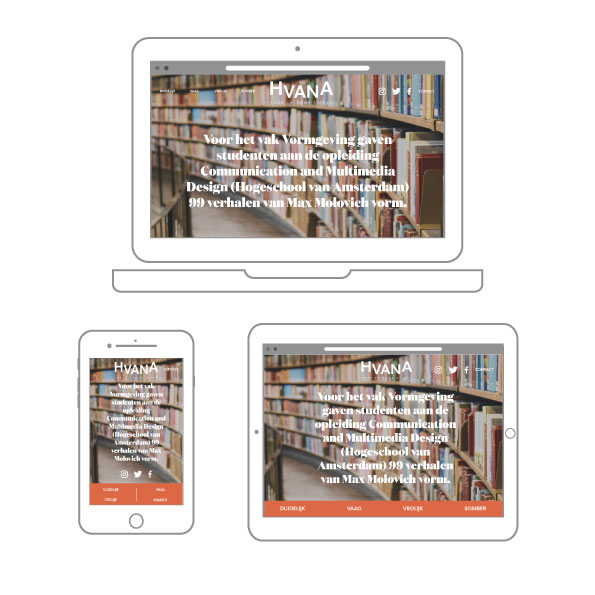 DUIDELIJK VAAG VROLIJK SOMBER HVANA CONTACT
Voor het vak Vormgeving gaven
studenten aan de opleiding
Communication and Multimedia
Design (Hogeschool van Amsterdam)
99 verhalen van Max Molovich vorm.
HVANA CONTACT
Voor het vak
Vormgeving gaven
studenten aan de
opleiding
Communication and
Multimedia Design
(Hogeschool van
Amsterdam) 99
verhalen van Max
Molovich vorm.
DUIDELIJK VAAG
VROLIJK SOMBER
HVANA CONTACT
Voor het vak Vormgeving
gaven studenten aan de
opleiding Communication
and Multimedia Design
(Hogeschool van
Amsterdam) 99 verhalen
van Max Molovich vorm.
DUIDELIJK VAAG VROLIJK SOMBER